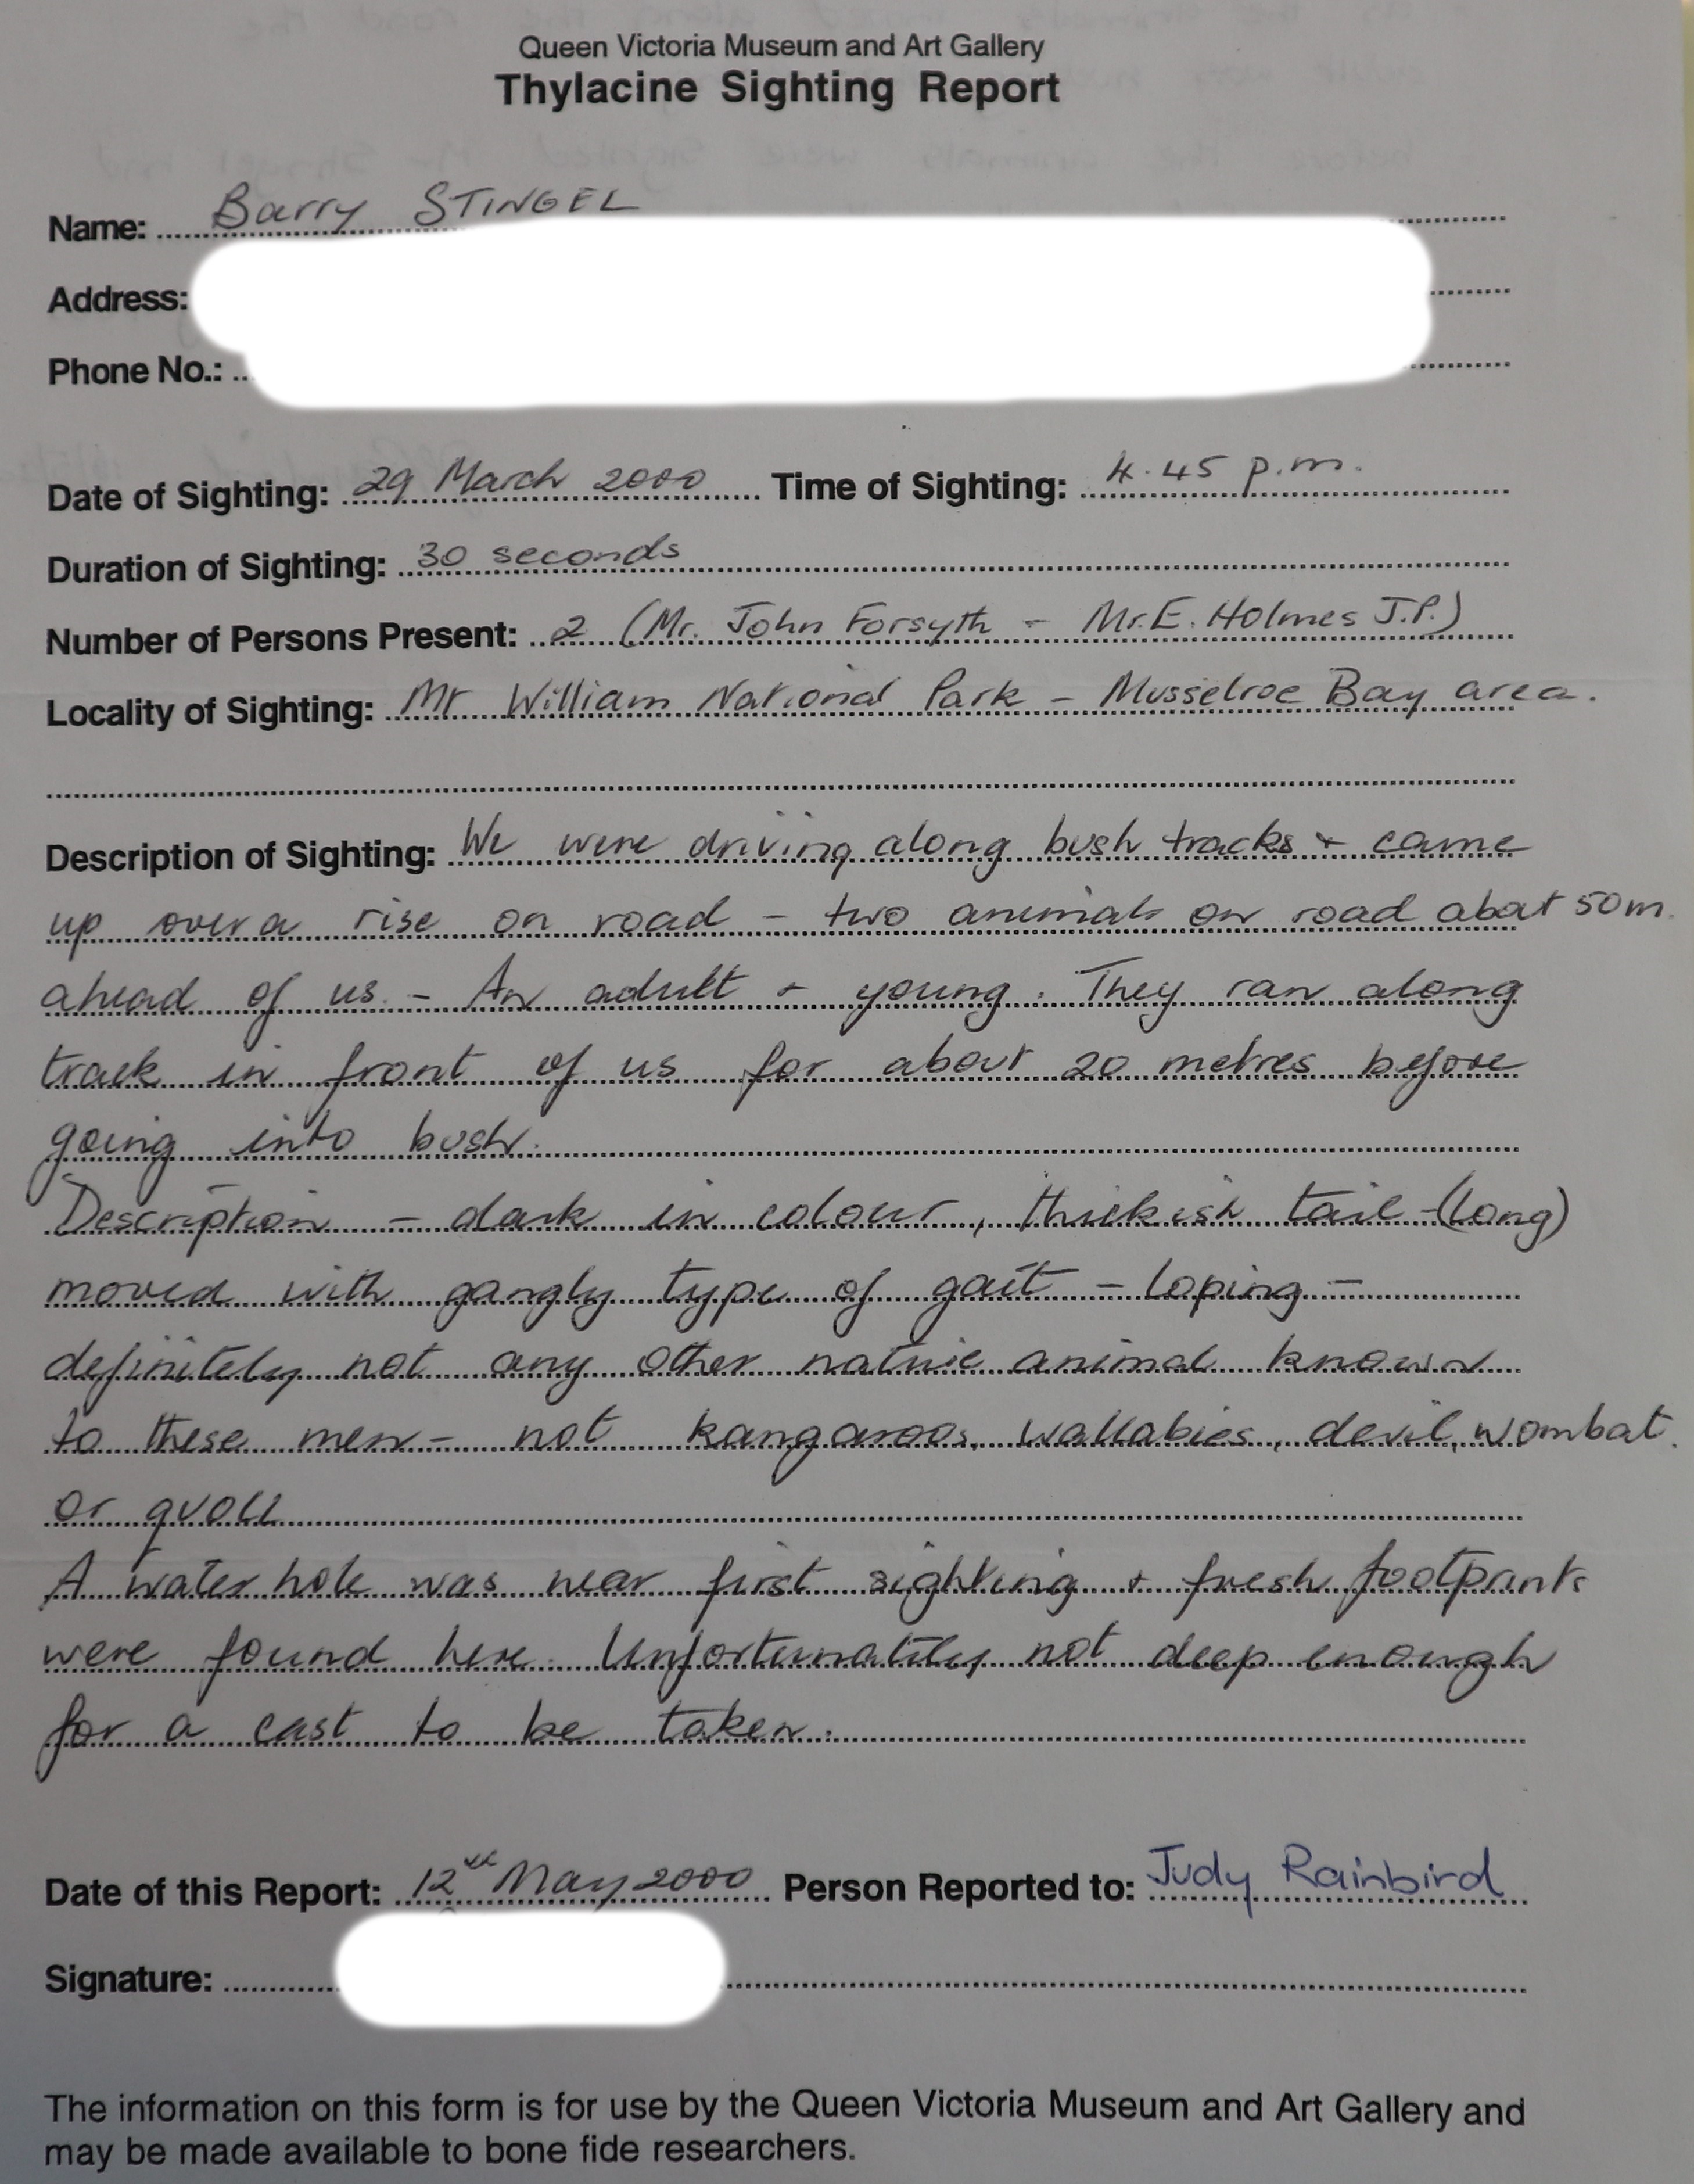 Queen Victoria Museum and Art Gallery
Thylacine Sighting Report
Name: Barry STINGEL
Address:
Phone No.:
Date of Sighting: 29 March 2000 Time of Sighting: 4.45 p.m.
Duration of Sighting: 30 seconds
Number of Persons Present: 2 (Mr. John Forsyth - Mr. E. Holmes J.P.)
Locality of Sighting: Mt William National Park - Musselroe Bay area.
Description of Sighting: We were driving along bush tracks + came
up over a rise on road - two animals on road about 50m.
ahead of us - An adult + young. They ran along
track in front of us for about 20 metres before
going into bush.
Description - dark in colour, thickish tail - (long)
moved with gangly type of gait - loping -
definitely not any other native animal known
to these men - not kangaroos, wallabies, devil, wombat.
or quoll
A water hole was near first sighting + fresh footprints
were found here. Unfortunatily not deep enough
for a cast to be taken.
Date of this Report: 12th May 2000 Person Reported to: Judy Rainbird
Signature:
The information on this form is for use by the Queen Victoria Museum and Art Gallery and
may be made available to bone fide researchers.